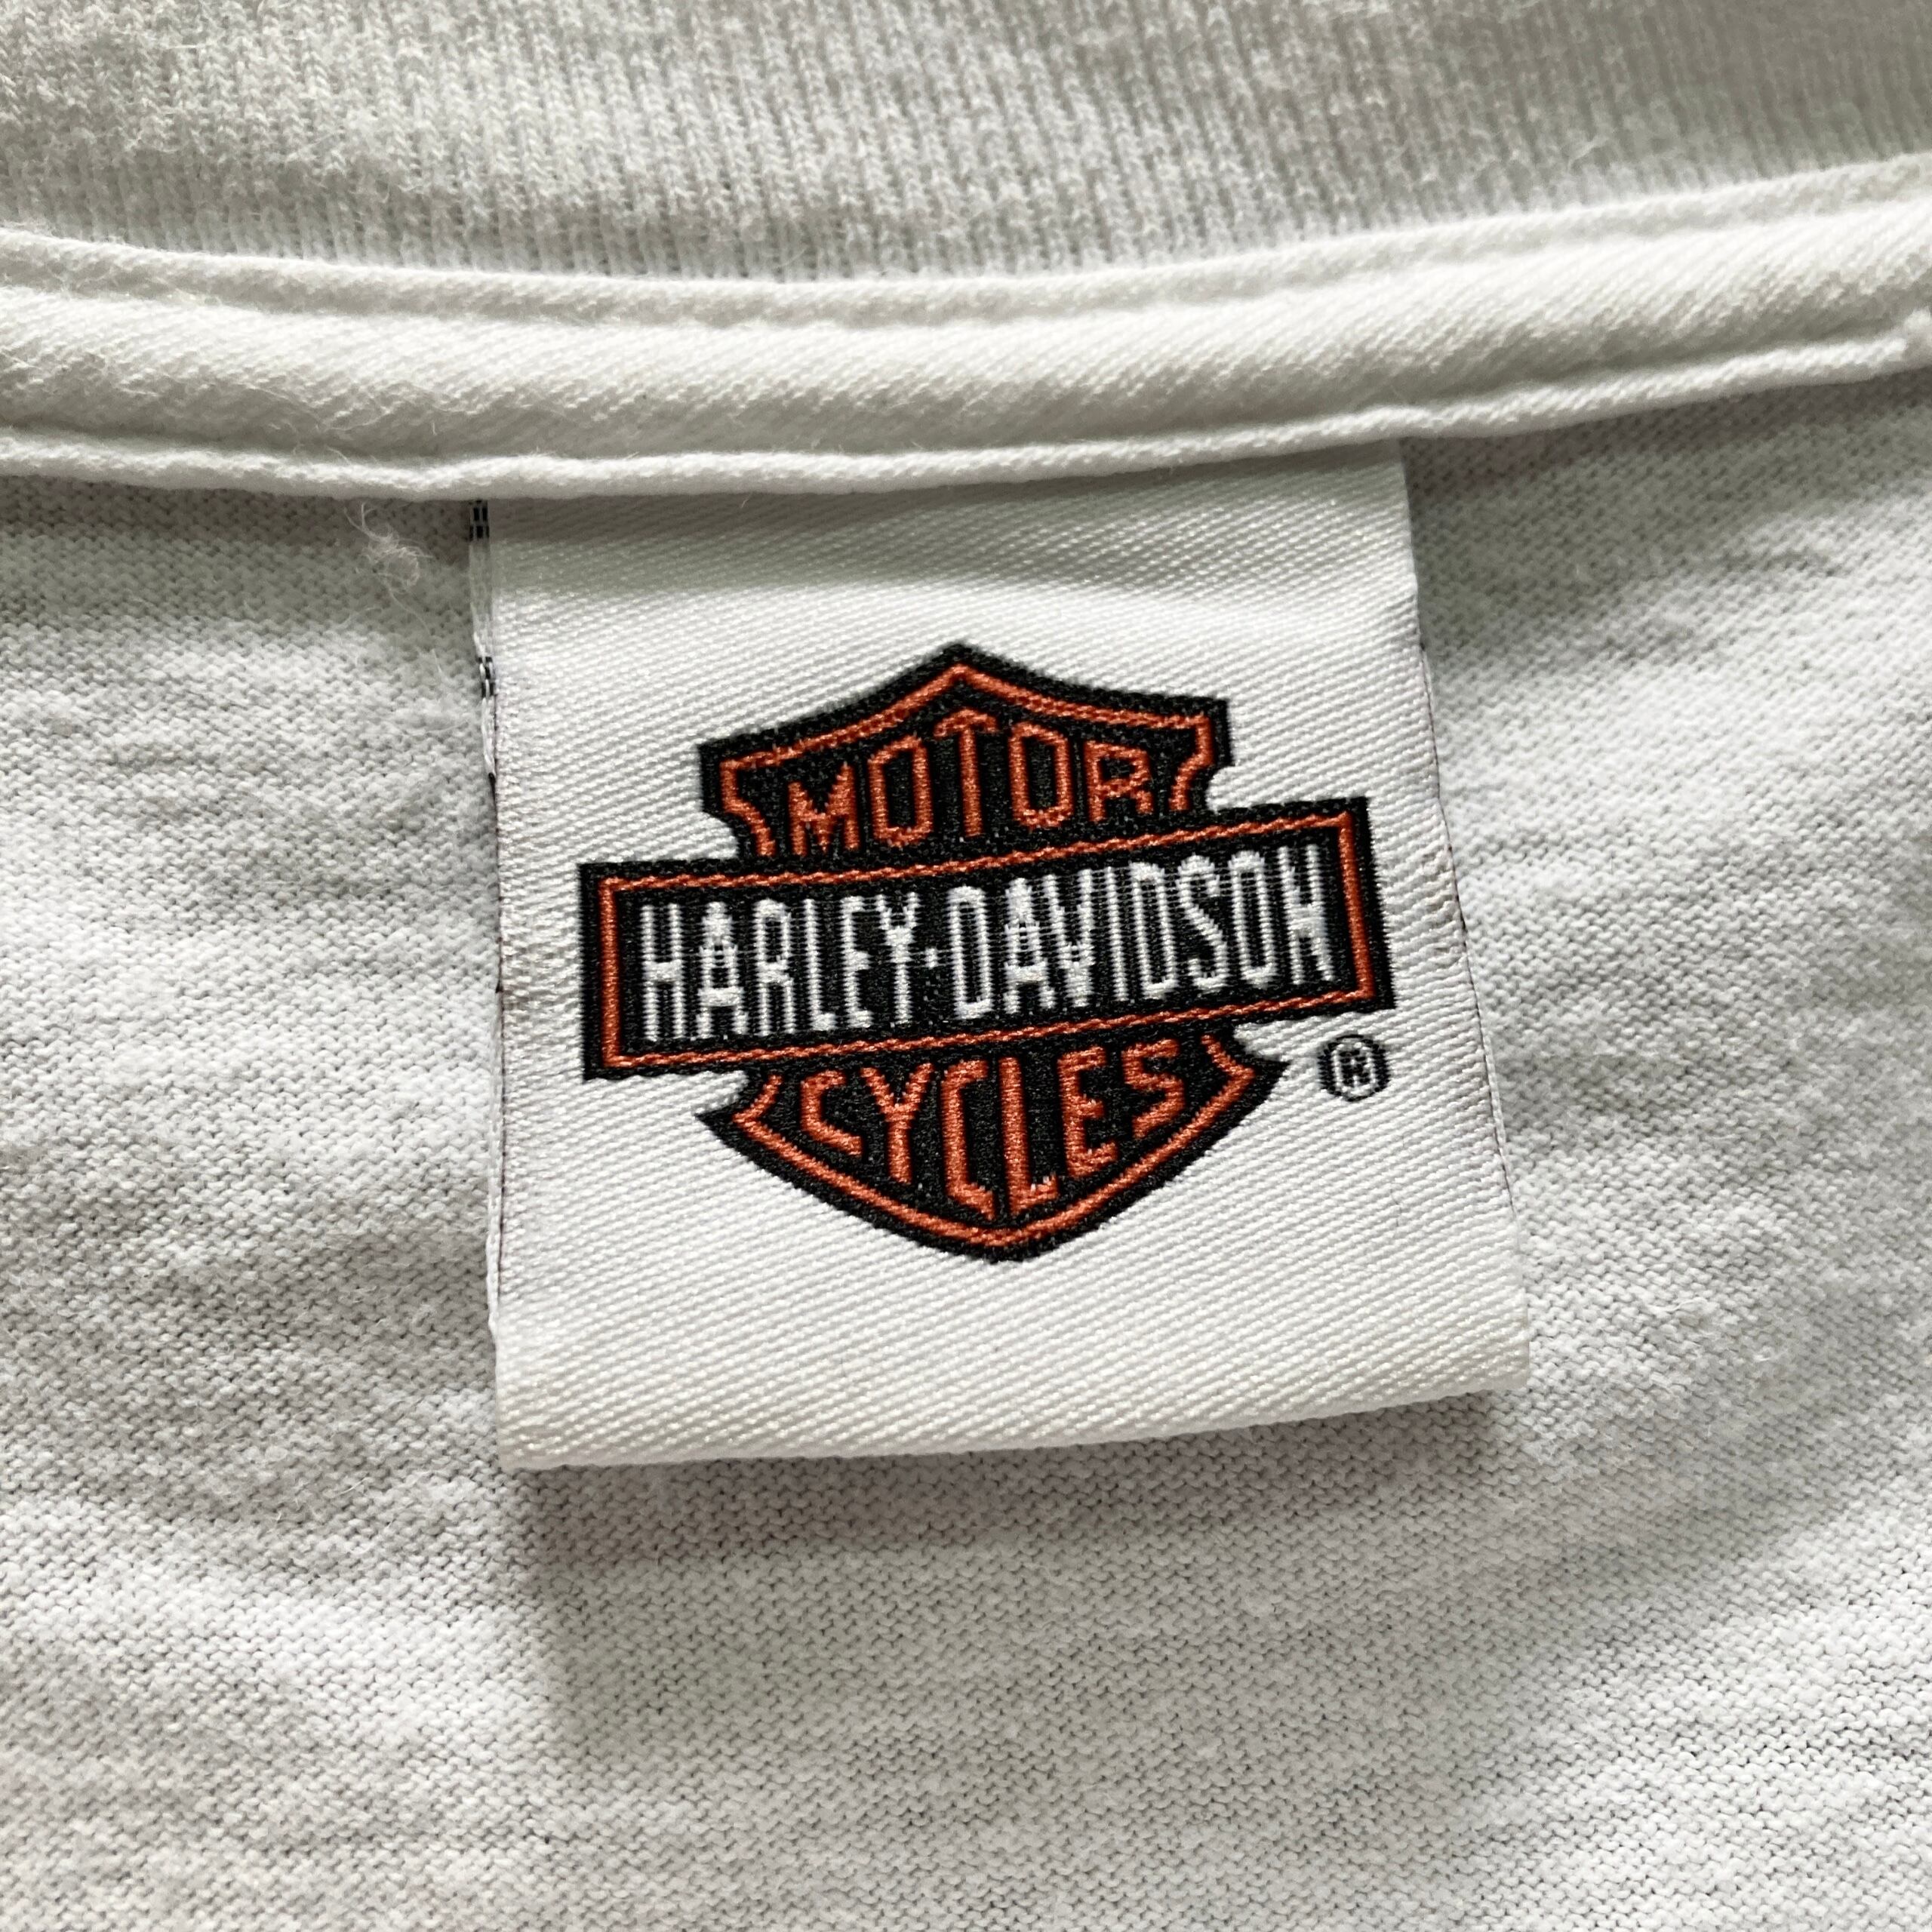 MOTOR
HARLEY-DAVIDSON
CYCLES
®